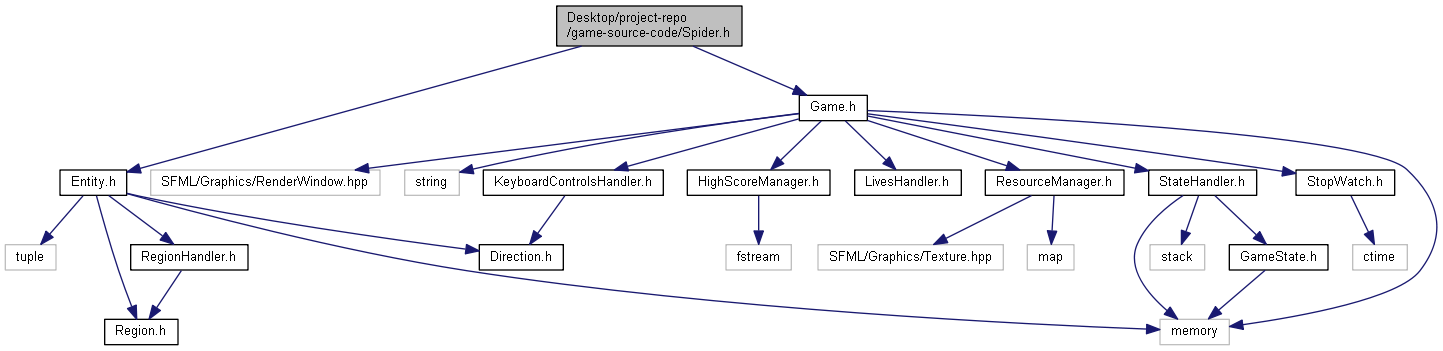 Desktop/project-repo
/game-source-code/Spider.h
Game.h
Entity.h
SFML/Graphics/RenderWindow.hpp
string
KeyboardControlsHandler.h
HighScoreManager.h
LivesHandler.h
ResourceManager.h
StateHandler.h
StopWatch.h
tuple
RegionHandler.h
Direction.h
fstream
SFML/Graphics/Texture.hpp
map
stack
GameState.h
ctime
Region.h
memory